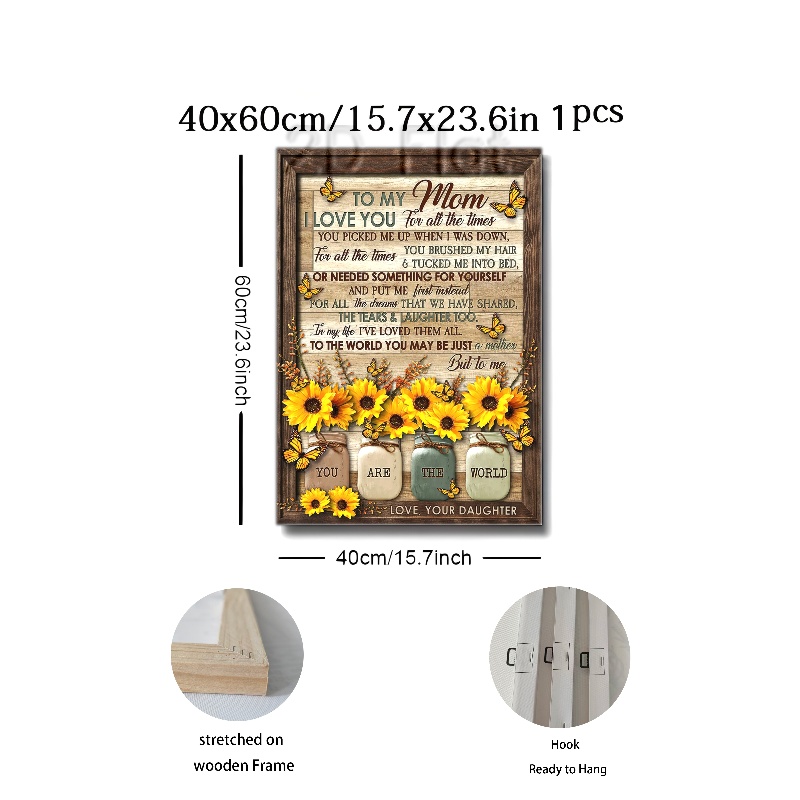 40x60cm/15.7x23.6in 1pcs
2D Flat
TO MY Mom
I LOVE YOU For all the times
YOU PICKED ME UP WHEN I WAS DOWN,
For all the times YOU BRUSHED MY HAIR
& TUCKED ME INTO BED,
OR NEEDED SOMETHING FOR YOURSELF
AND PUT ME first instead
FOR ALL the dreams THAT WE HAVE SHARED,
THE TEARS & LAUGHTER TOO.
In my life I'VE LOVED THEM ALL.
TO THE WORLD YOU MAY BE JUST a mother
But to me
YOU ARE THE WORLD
LOVE, YOUR DAUGHTER
60cm/23.6inch
40cm/15.7inch
stretched on
wooden Frame
Hook
Ready to Hang